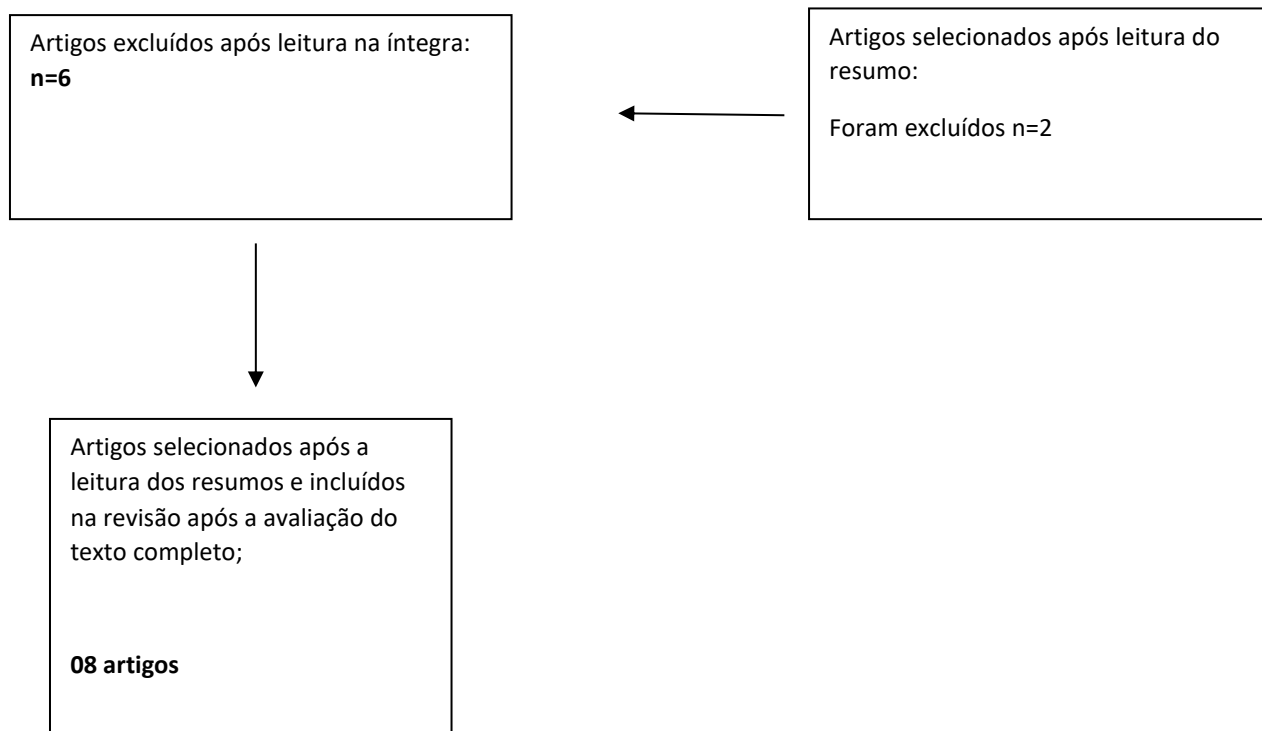 Artigos excluídos após leitura na íntegra:
n=6
Artigos selecionados após leitura do
resumo:
Foram excluídos n=2
Artigos selecionados após a
leitura dos resumos e incluídos
na revisão após a avaliação do
texto completo;
08 artigos